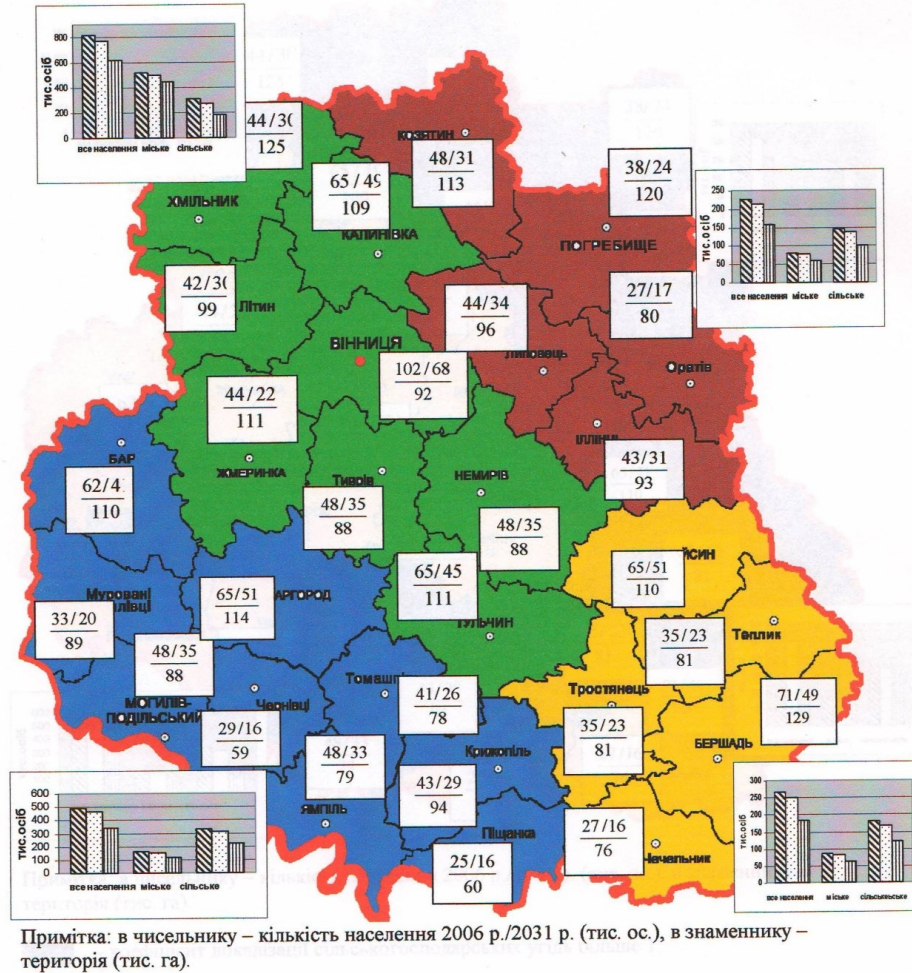 тис.осіб
800
600
400
200
0
все населення міське сільське
44/30
125
КОЗЯТИН
48/31
113
65/49
109
38/24
120
ХМІЛЬНИК
КАЛИНІВКА
ПОГРЕБИЩЕ
тис.осіб
250
200
150
100
50
0
все населення міське сільське
42/30
99
Літин
44/34
96
27/17
80
ВІННИЦЯ
Липовець
Оратів
102/68
92
44/22
111
ІЛЛІНЦІ
БАР
ЖМЕРИНКА
Тиврів
НЕМИРІВ
43/31
93
62/4
110
48/35
88
48/35
88
65/45
111
65/51
110
Муровані
65/51
114
33/20
89
48/35
88
ТУЛЬЧИН
35/23
81
Теплик
Томашп
Тростянець
МОГИЛІВ-
ПОДІЛЬСЬКИЙ
Чернівці
41/26
78
71/49
129
29/16
59
48/33
79
Крижопіль
35/23
81
БЕРШАДЬ
43/29
94
ЯМПІЛЬ
Піщанка
27/16
76
Чечельник
25/16
60
тис.осіб
600
500
400
300
200
100
0
все населення міське сільське
тис.осіб
300
250
200
150
100
50
0
все населення міське
Примітка: в чисельнику – кількість населення 2006 р./2031 р. (тис. ос.), в знаменнику –
територія (тис. га).